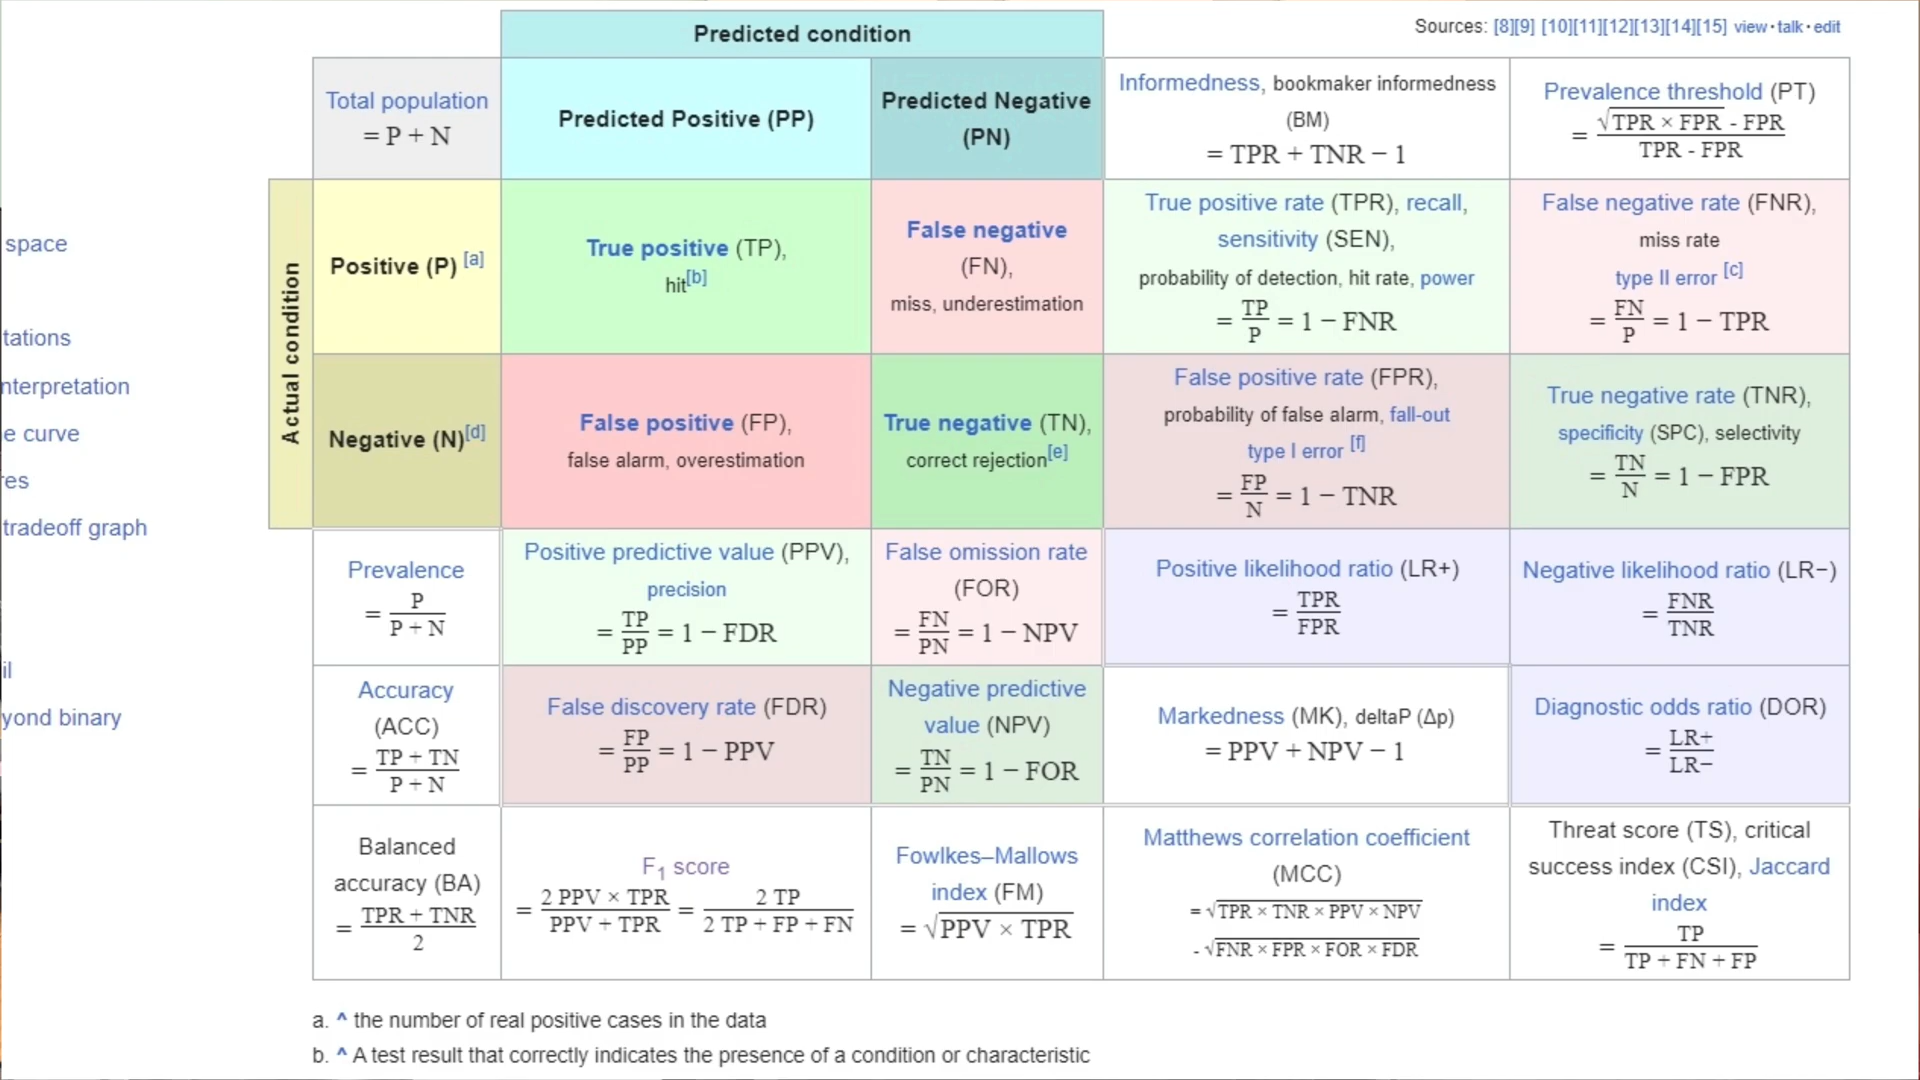 Predicted condition
Sources: [8][9] [10][11][12][13][14][15] view · talk · edit
Total population
= P + N
Predicted Positive (PP)
Predicted Negative
(PN)
Informedness, bookmaker informedness
(BM)
= TPR + TNR − 1
Prevalence threshold (PT)
= √TPR × FPR - FPR
TPR - FPR
Actual condition
Positive (P) [a]
True positive (TP),
hit[b]
False negative
(FN),
miss, underestimation
True positive rate (TPR), recall,
sensitivity (SEN),
probability of detection, hit rate, power
= TP/P = 1 − FNR
False negative rate (FNR),
miss rate
type II error [c]
= FN/P = 1 − TPR
Negative (N)[d]
False positive (FP),
false alarm, overestimation
True negative (TN),
correct rejection[e]
False positive rate (FPR),
probability of false alarm, fall-out
type I error [f]
= FP/N = 1 − TNR
True negative rate (TNR),
specificity (SPC), selectivity
= TN/N = 1 − FPR
Prevalence
= P/P + N
Positive predictive value (PPV),
precision
= TP/PP = 1 − FDR
False omission rate
(FOR)
= FN/PN = 1 − NPV
Positive likelihood ratio (LR+)
= TPR/FPR
Negative likelihood ratio (LR−)
= FNR/TNR
Accuracy
(ACC)
= TP + TN/P + N
False discovery rate (FDR)
= FP/PP = 1 − PPV
Negative predictive
value (NPV)
= TN/PN = 1 − FOR
Markedness (MK), deltaP (Δp)
= PPV + NPV − 1
Diagnostic odds ratio (DOR)
= LR+/LR−
Balanced
accuracy (BA)
= TPR + TNR/2
F1 score
= 2 PPV × TPR/PPV + TPR = 2 TP/2 TP + FP + FN
Fowlkes–Mallows
index (FM)
= √PPV × TPR
Matthews correlation coefficient
(MCC)
= √TPR × TNR × PPV × NPV
- √FNR × FPR × FOR × FDR
Threat score (TS), critical
success index (CSI), Jaccard
index
= TP/TP + FN + FP
a. ^ the number of real positive cases in the data
b. ^ A test result that correctly indicates the presence of a condition or characteristic
space
tations
nterpretation
e curve
res
tradeoff graph
il
yond binary